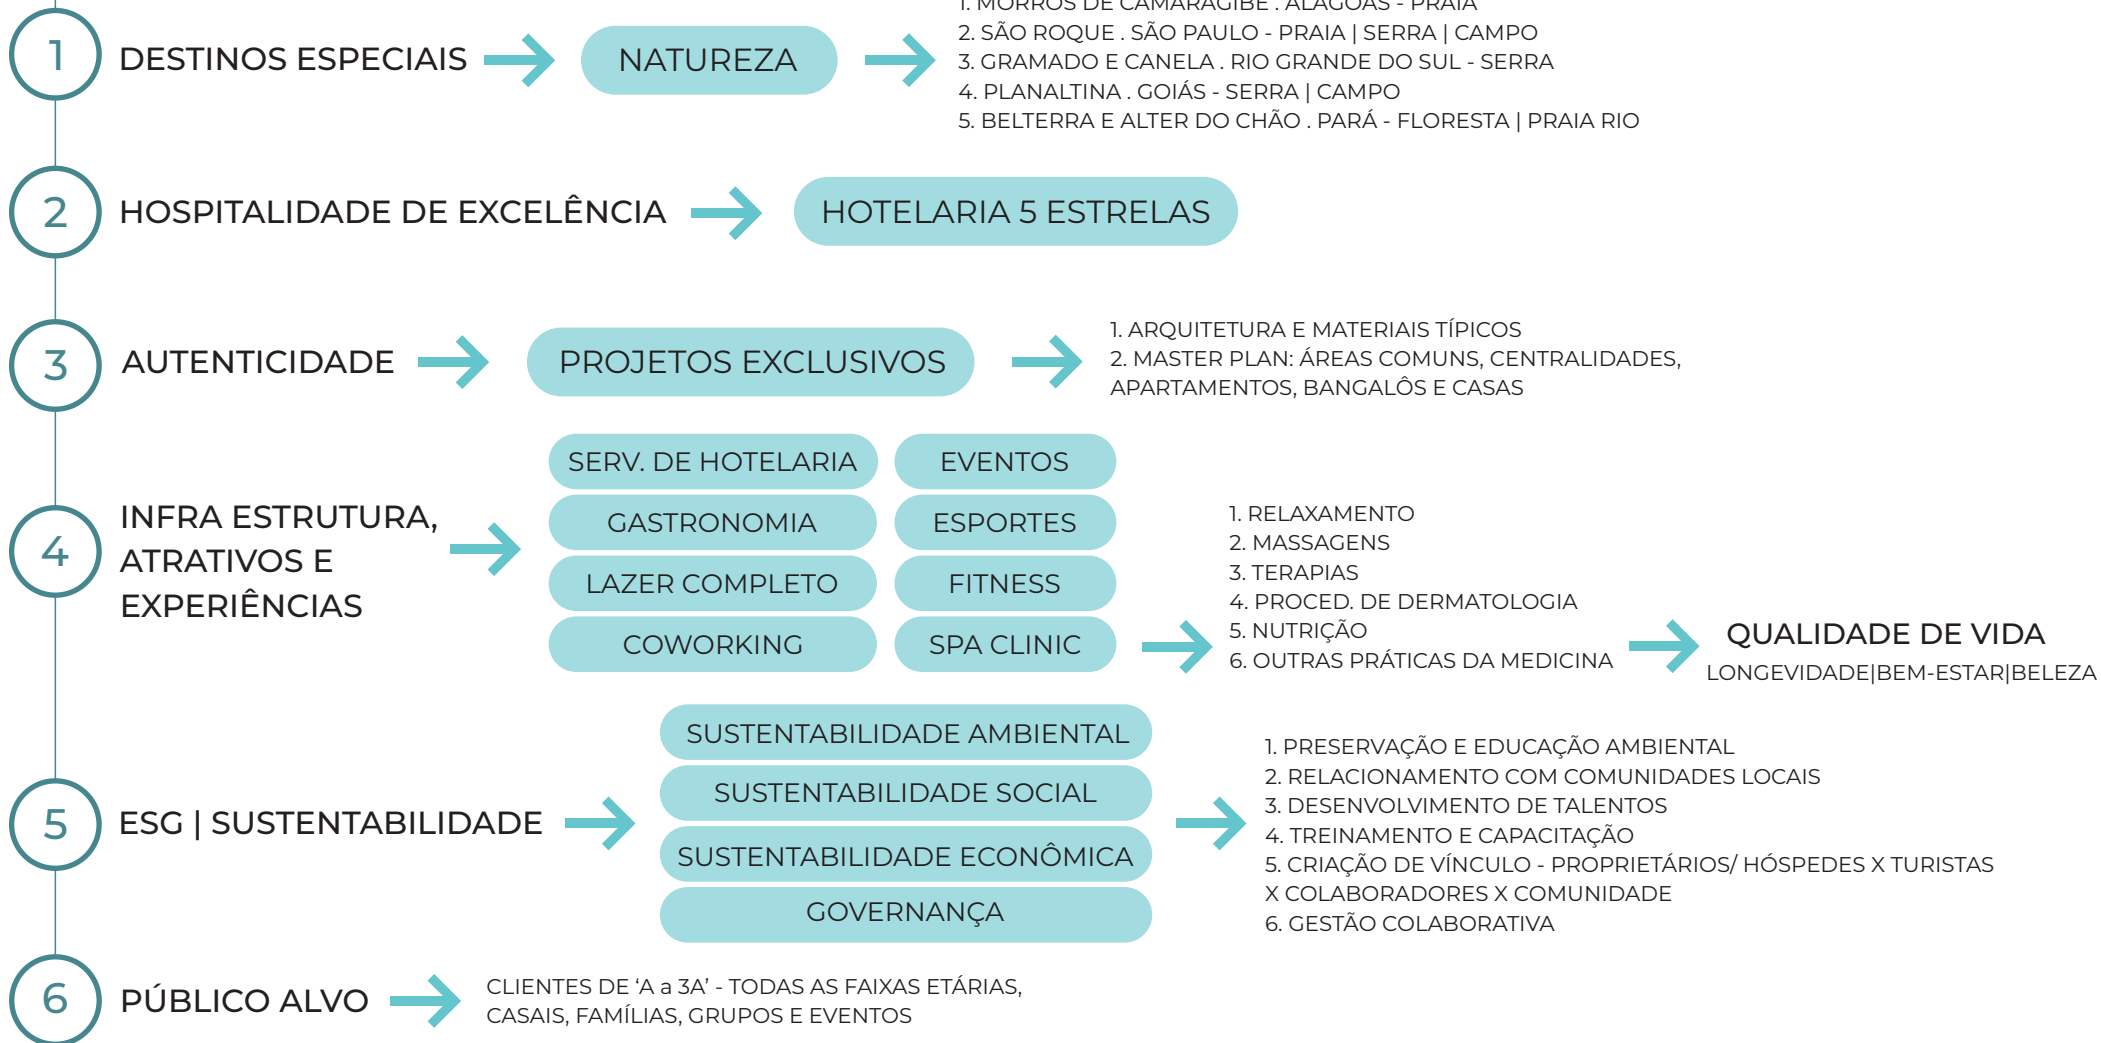 1. MORROS DE CAMARAGIBE . ALAGOAS - PRAIA
1
DESTINOS ESPECIAIS
NATUREZA
2. SÃO ROQUE . SÃO PAULO - PRAIA | SERRA | CAMPO
3. GRAMADO E CANELA . RIO GRANDE DO SUL - SERRA
4. PLANALTINA . GOIÁS - SERRA | CAMPO
5. BELTERRA E ALTER DO CHÃO . PARÁ - FLORESTA | PRAIA RIO
2
HOSPITALIDADE DE EXCELÊNCIA
HOTELARIA 5 ESTRELAS
3
AUTENTICIDADE
PROJETOS EXCLUSIVOS
1. ARQUITETURA E MATERIAIS TÍPICOS
2. MASTER PLAN: ÁREAS COMUNS, CENTRALIDADES,
APARTAMENTOS, BANGALÔS E CASAS
4
INFRA ESTRUTURA,
ATRATIVOS E
EXPERIÊNCIAS
SERV. DE HOTELARIA
EVENTOS
GASTRONOMIA
ESPORTES
LAZER COMPLETO
FITNESS
COWORKING
SPA CLINIC
1. RELAXAMENTO
2. MASSAGENS
3. TERAPIAS
4. PROCED. DE DERMATOLOGIA
5. NUTRIÇÃO
6. OUTRAS PRÁTICAS DA MEDICINA
QUALIDADE DE VIDA
LONGEVIDADE|BEM-ESTAR|BELEZA
5
ESG | SUSTENTABILIDADE
SUSTENTABILIDADE AMBIENTAL
SUSTENTABILIDADE SOCIAL
SUSTENTABILIDADE ECONÔMICA
GOVERNANÇA
1. PRESERVAÇÃO E EDUCAÇÃO AMBIENTAL
2. RELACIONAMENTO COM COMUNIDADES LOCAIS
3. DESENVOLVIMENTO DE TALENTOS
4. TREINAMENTO E CAPACITAÇÃO
5. CRIAÇÃO DE VÍNCULO - PROPRIETÁRIOS/ HÓSPEDES X TURISTAS
X COLABORADORES X COMUNIDADE
6. GESTÃO COLABORATIVA
6
PÚBLICO ALVO
CLIENTES DE ‘A a 3A’ - TODAS AS FAIXAS ETÁRIAS,
CASAIS, FAMÍLIAS, GRUPOS E EVENTOS